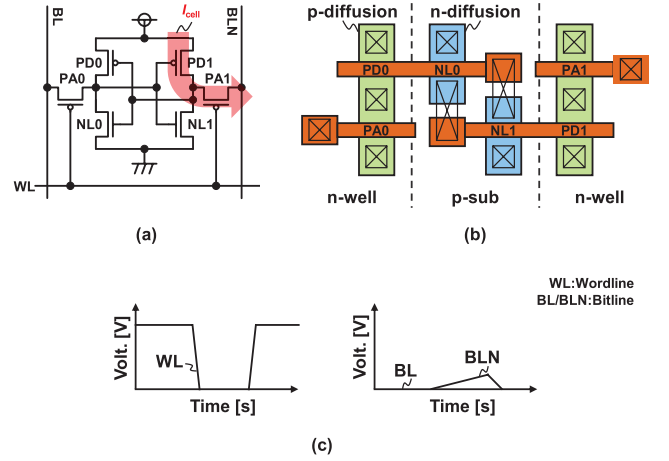 (a)
BL
BLN
Icell
PD0
PD1
PA0
PA1
NL0
NL1
WL
p-diffusion
n-diffusion
PD0
NL0
PA1
PA0
NL1
PD1
n-well
p-sub
n-well
(a)
(b)
WL:Wordline
BL/BLN:Bitline
Volt. [V]
WL
Time [s]
Volt. [V]
BL
BLN
Time [s]
(c)